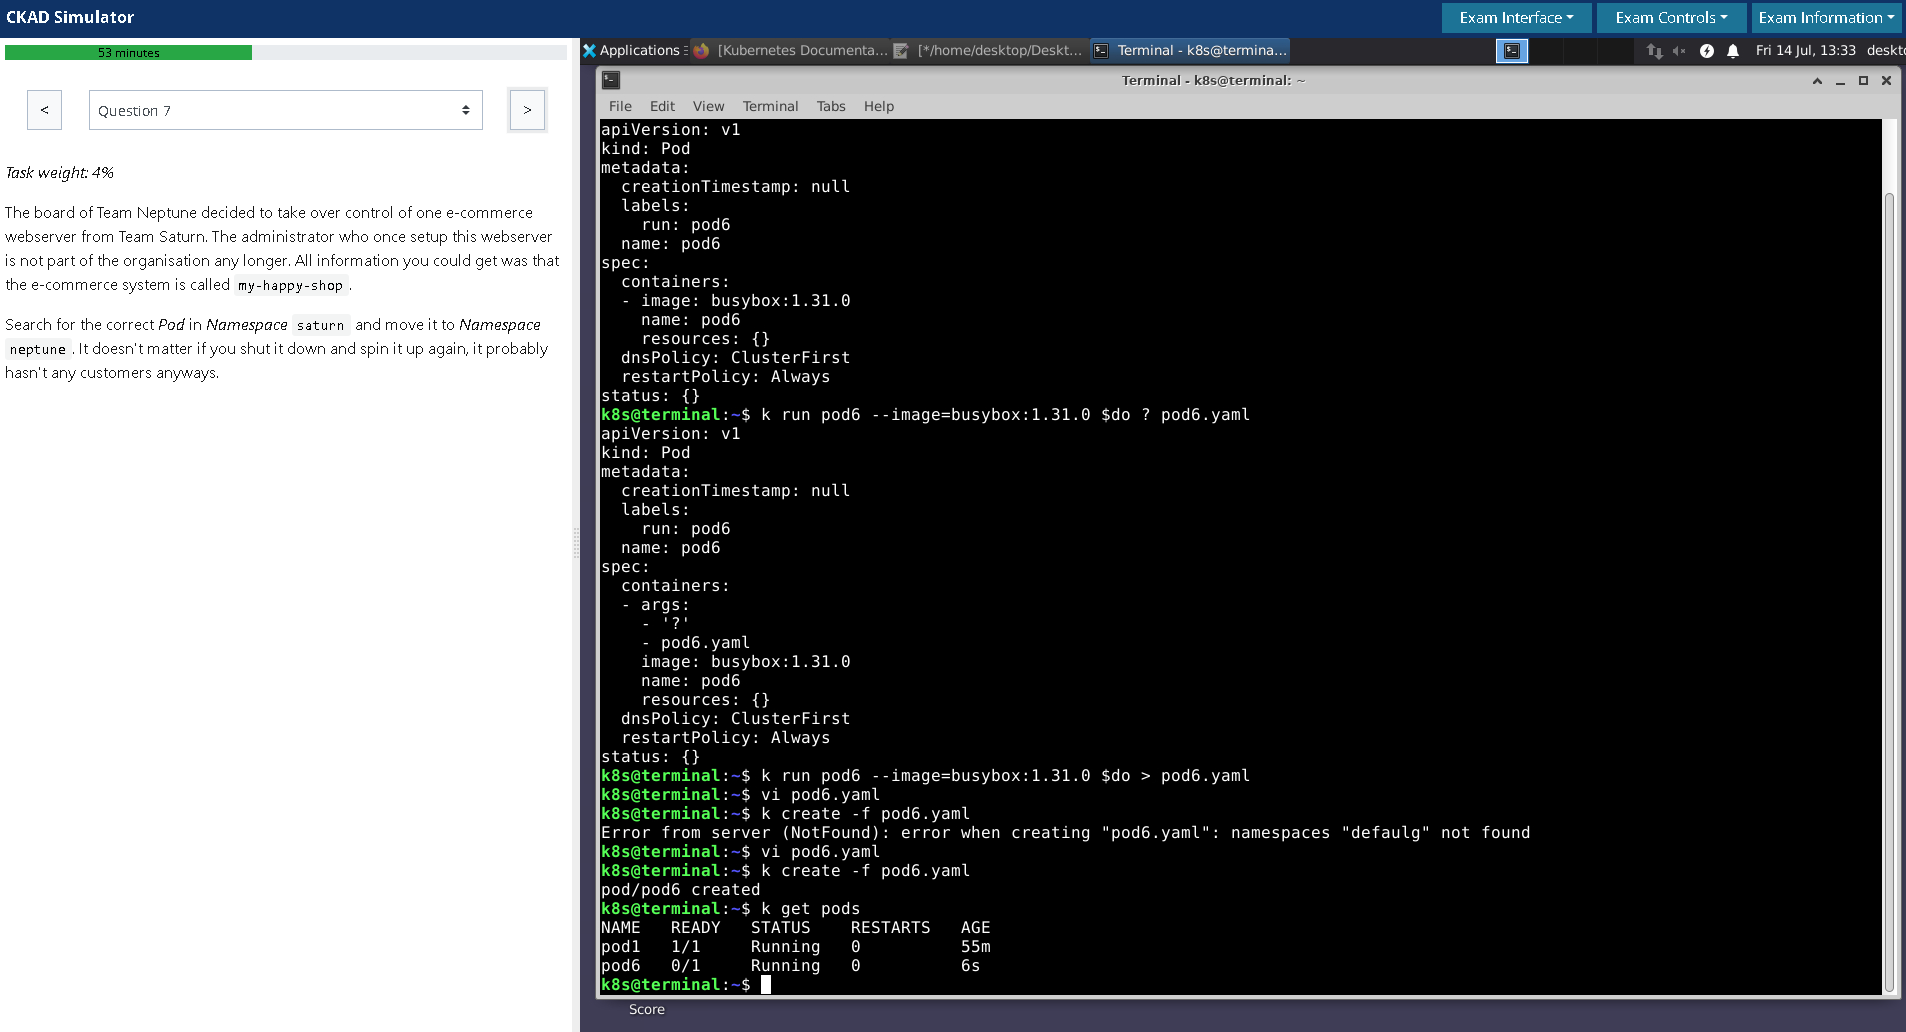 CKAD Simulator
Exam Interface
Exam Controls
Exam Information
53 minutes
<
Question 7
>
Task weight: 4%
The board of Team Neptune decided to take over control of one e-commerce
webserver from Team Saturn. The administrator who once setup this webserver
is not part of the organisation any longer. All information you could get was that
the e-commerce system is called my-happy-shop.
Search for the correct Pod in Namespace saturn and move it to Namespace
neptune. It doesn't matter if you shut it down and spin it up again, it probably
hasn't any customers anyways.
Applications
[Kubernetes Documenta...
[*/home/desktop/Deskt...
Terminal - k8s@termina...
Fri 14 Jul, 13:33
deskto
Terminal - k8s@terminal: ~
File Edit View Terminal Tabs Help
apiVersion: v1
kind: Pod
metadata:
  creationTimestamp: null
  labels:
    run: pod6
  name: pod6
spec:
  containers:
  - image: busybox:1.31.0
    name: pod6
    resources: {}
  dnsPolicy: ClusterFirst
  restartPolicy: Always
status: {}
k8s@terminal:~$ k run pod6 --image=busybox:1.31.0 $do ? pod6.yaml
apiVersion: v1
kind: Pod
metadata:
  creationTimestamp: null
  labels:
    run: pod6
  name: pod6
spec:
  containers:
  - args:
    - '?'
    - pod6.yaml
    image: busybox:1.31.0
    name: pod6
    resources: {}
  dnsPolicy: ClusterFirst
  restartPolicy: Always
status: {}
k8s@terminal:~$ k run pod6 --image=busybox:1.31.0 $do > pod6.yaml
k8s@terminal:~$ vi pod6.yaml
k8s@terminal:~$ k create -f pod6.yaml
Error from server (NotFound): error when creating "pod6.yaml": namespaces "defaulg" not found
k8s@terminal:~$ vi pod6.yaml
k8s@terminal:~$ k create -f pod6.yaml
pod/pod6 created
k8s@terminal:~$ k get pods
NAME   READY   STATUS    RESTARTS   AGE
pod1   1/1     Running   0          55m
pod6   0/1     Running   0          6s
k8s@terminal:~$
Score